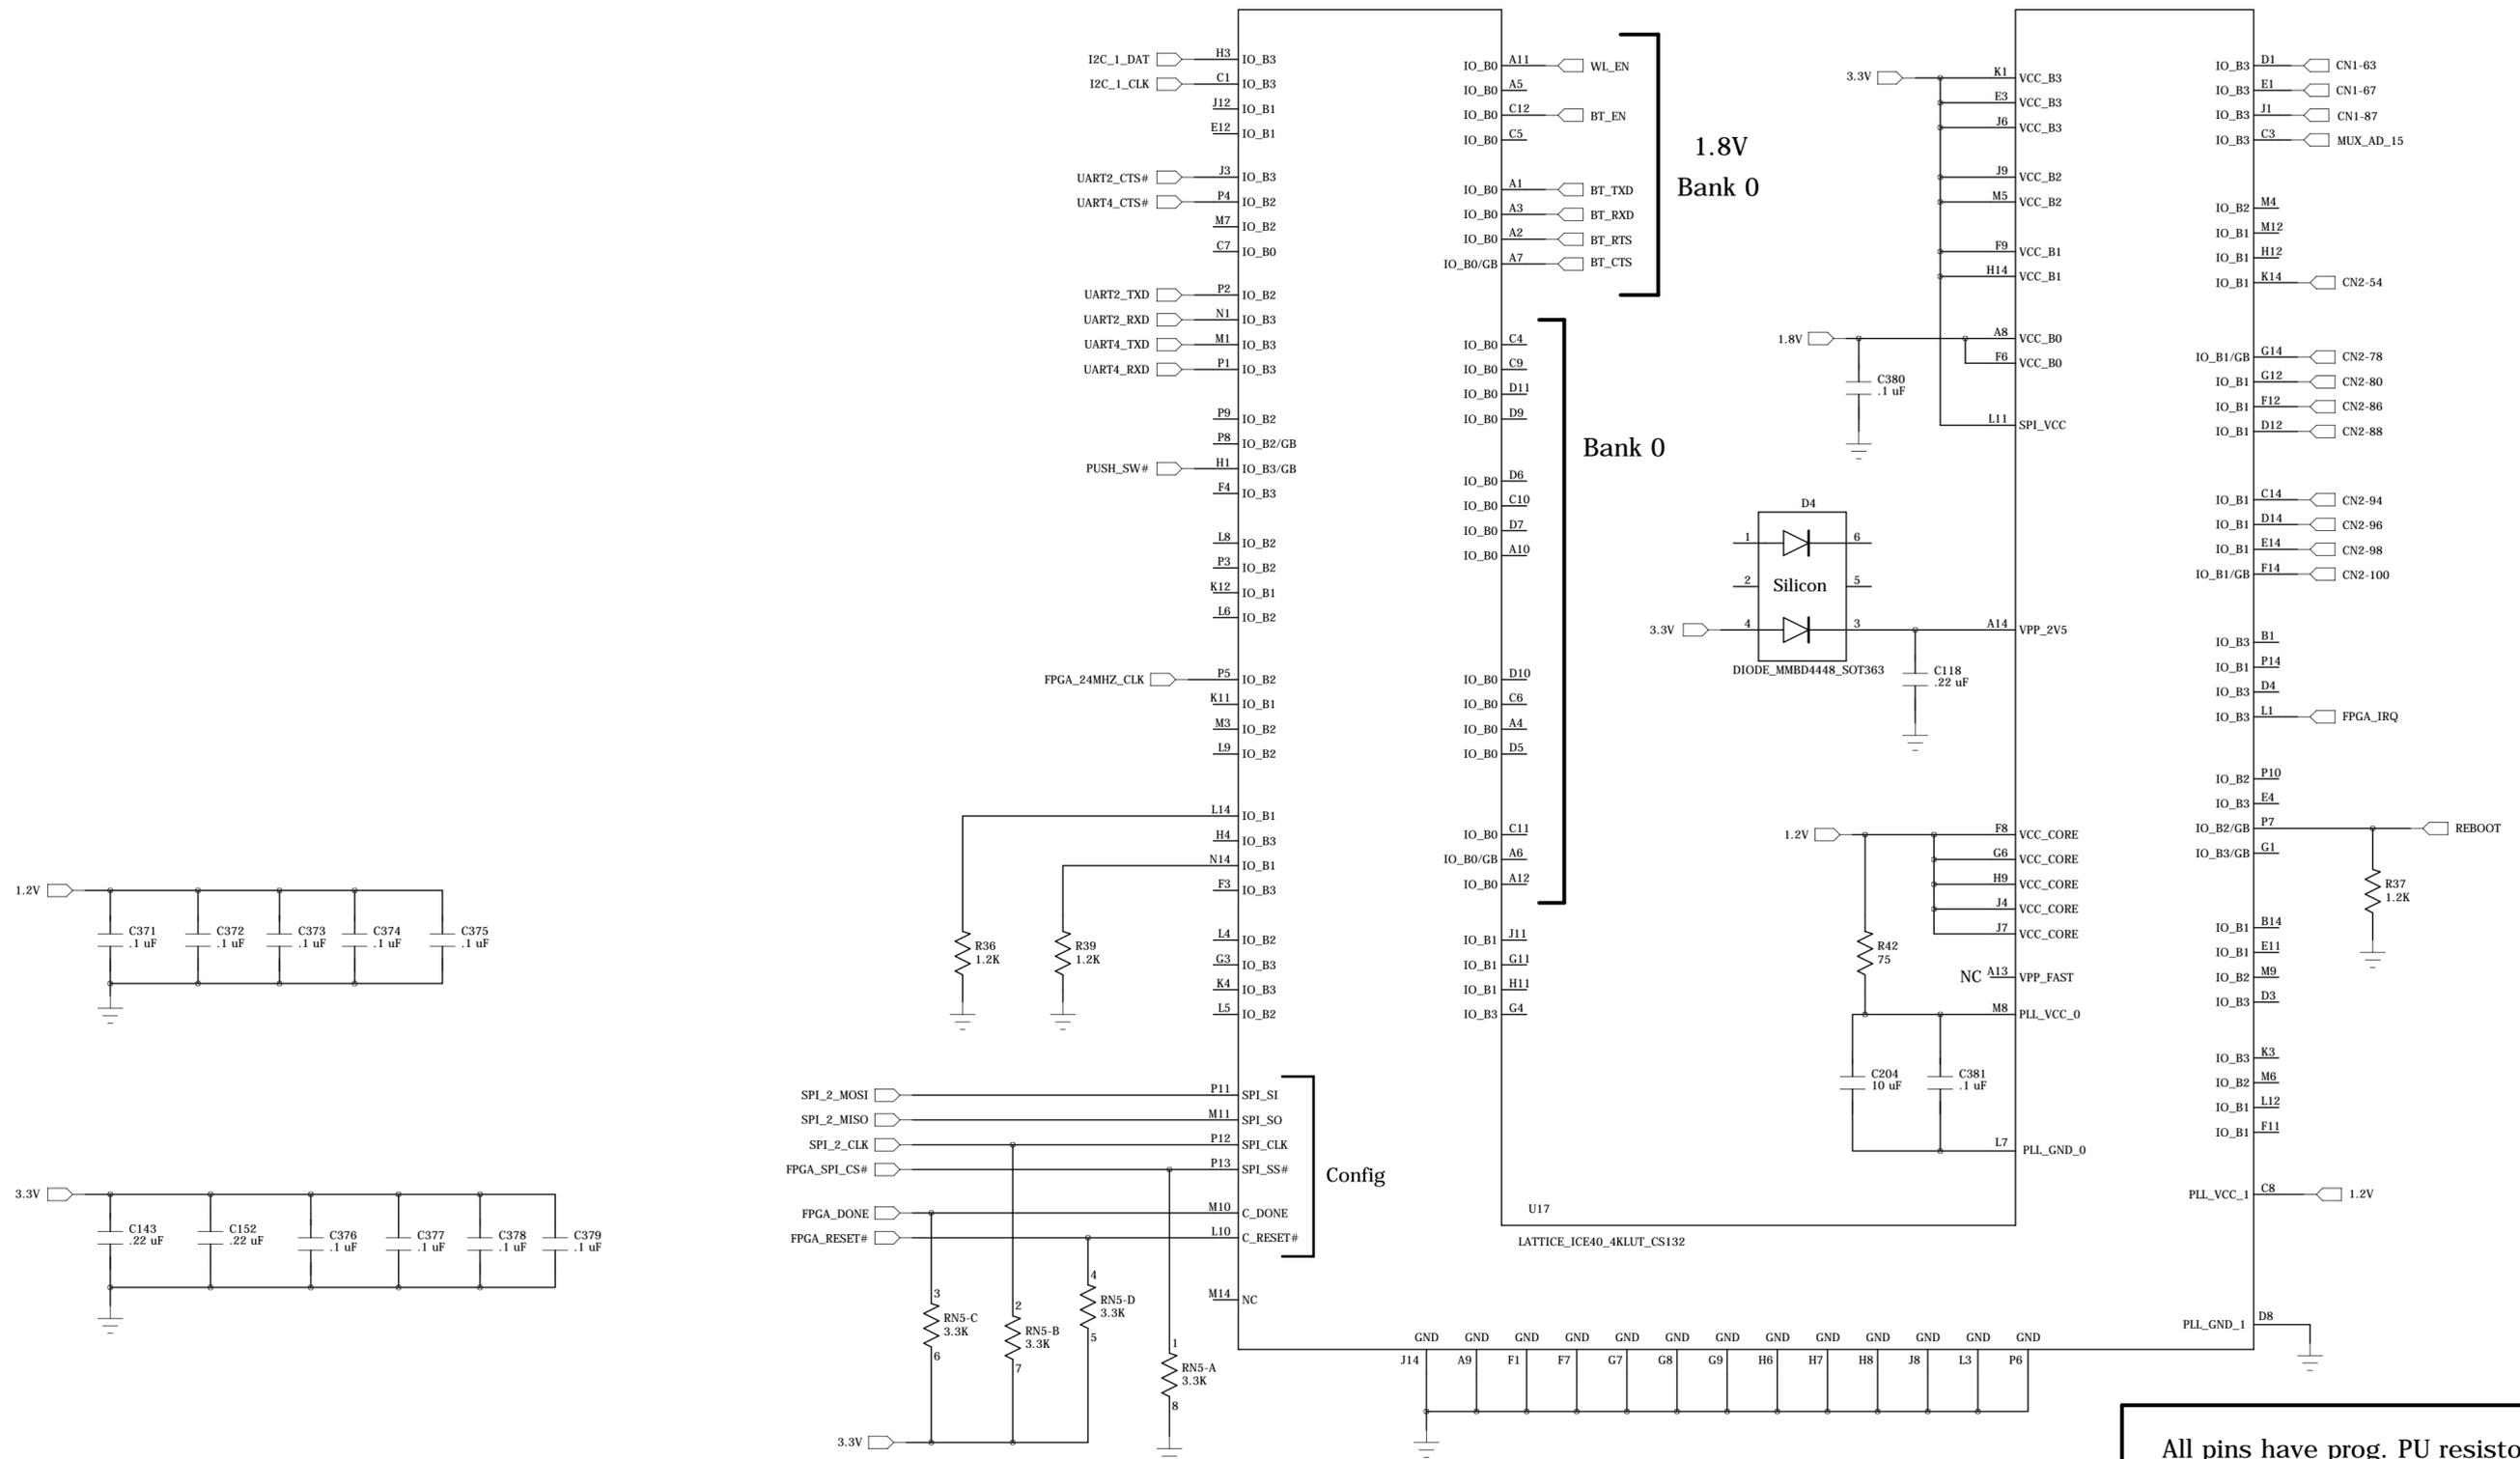 I2C_1_DAT H3 IO_B3
I2C_1_CLK C1 IO_B3
J12 IO_B1
E12 IO_B1
UART2_CTS# J3 IO_B3
UART4_CTS# P4 IO_B2
M7 IO_B2
C7 IO_B0
UART2_TXD P2 IO_B2
UART2_RXD N1 IO_B3
UART4_TXD M1 IO_B3
UART4_RXD P1 IO_B3
P9 IO_B2
P8 IO_B2/GB
PUSH_SW# H1 IO_B3/GB
F4 IO_B3
L8 IO_B2
P3 IO_B2
K12 IO_B1
L6 IO_B2
FPGA_24MHZ_CLK P5 IO_B2
K11 IO_B1
M3 IO_B2
L9 IO_B2
L14 IO_B1
H4 IO_B3
N14 IO_B1
F3 IO_B3
L4 IO_B2
G3 IO_B3
K4 IO_B3
L5 IO_B2
R36
1.2K
R39
1.2K
SPI_2_MOSI P11 SPI_SI
SPI_2_MISO M11 SPI_SO
SPI_2_CLK P12 SPI_CLK
FPGA_SPI_CS# P13 SPI_SS#
FPGA_DONE M10 C_DONE
FPGA_RESET# L10 C_RESET#
Config
M14 NC
3
RN5-C
3.3K
6
2
RN5-B
3.3K
7
4
RN5-D
3.3K
5
1
RN5-A
3.3K
8
3.3V
1.2V
C371
.1 uF
C372
.1 uF
C373
.1 uF
C374
.1 uF
C375
.1 uF
3.3V
C143
.22 uF
C152
.22 uF
C376
.1 uF
C377
.1 uF
C378
.1 uF
C379
.1 uF
IO_B0 A11 WL_EN
IO_B0 A5
IO_B0 C12 BT_EN
IO_B0 C5
IO_B0 A1 BT_TXD
IO_B0 A3 BT_RXD
IO_B0 A2 BT_RTS
IO_B0/GB A7 BT_CTS
1.8V
Bank 0
IO_B0 C4
IO_B0 C9
IO_B0 D11
IO_B0 D9
IO_B0 D6
IO_B0 C10
IO_B0 D7
IO_B0 A10
IO_B0 D10
IO_B0 C6
IO_B0 A4
IO_B0 D5
IO_B0 C11
IO_B0/GB A6
IO_B0 A12
Bank 0
IO_B1 J11
IO_B1 G11
IO_B1 H11
IO_B3 G4
U17
LATTICE_ICE40_4KLUT_CS132
3.3V K1 VCC_B3
E3 VCC_B3
J6 VCC_B3
J9 VCC_B2
M5 VCC_B2
F9 VCC_B1
H14 VCC_B1
1.8V A8 VCC_B0
F6 VCC_B0
C380
.1 uF
L11 SPI_VCC
D4
1 6
2 Silicon 5
3.3V 4 3 A14 VPP_2V5
DIODE_MMBD4448_SOT363
C118
.22 uF
1.2V F8 VCC_CORE
G6 VCC_CORE
H9 VCC_CORE
J4 VCC_CORE
J7 VCC_CORE
R42
75
NC A13 VPP_FAST
M8 PLL_VCC_0
C204
10 uF
C381
.1 uF
L7 PLL_GND_0
IO_B3 D1 CN1-63
IO_B3 E1 CN1-67
IO_B3 J1 CN1-87
IO_B3 C3 MUX_AD_15
IO_B2 M4
IO_B1 M12
IO_B1 H12
IO_B1 K14 CN2-54
IO_B1/GB G14 CN2-78
IO_B1 G12 CN2-80
IO_B1 F12 CN2-86
IO_B1 D12 CN2-88
IO_B1 C14 CN2-94
IO_B1 D14 CN2-96
IO_B1 E14 CN2-98
IO_B1/GB F14 CN2-100
IO_B3 B1
IO_B1 P14
IO_B3 D4
IO_B3 L1 FPGA_IRQ
IO_B2 P10
IO_B3 E4
IO_B2/GB P7 REBOOT
IO_B3/GB G1
R37
1.2K
IO_B1 B14
IO_B1 E11
IO_B2 M9
IO_B3 D3
IO_B3 K3
IO_B2 M6
IO_B1 L12
IO_B1 F11
PLL_VCC_1 C8 1.2V
PLL_GND_1 D8
GND GND GND GND GND GND GND GND GND GND GND GND GND
J14 A9 F1 F7 G7 G8 G9 H6 H7 H8 J8 L3 P6
All pins have prog. PU